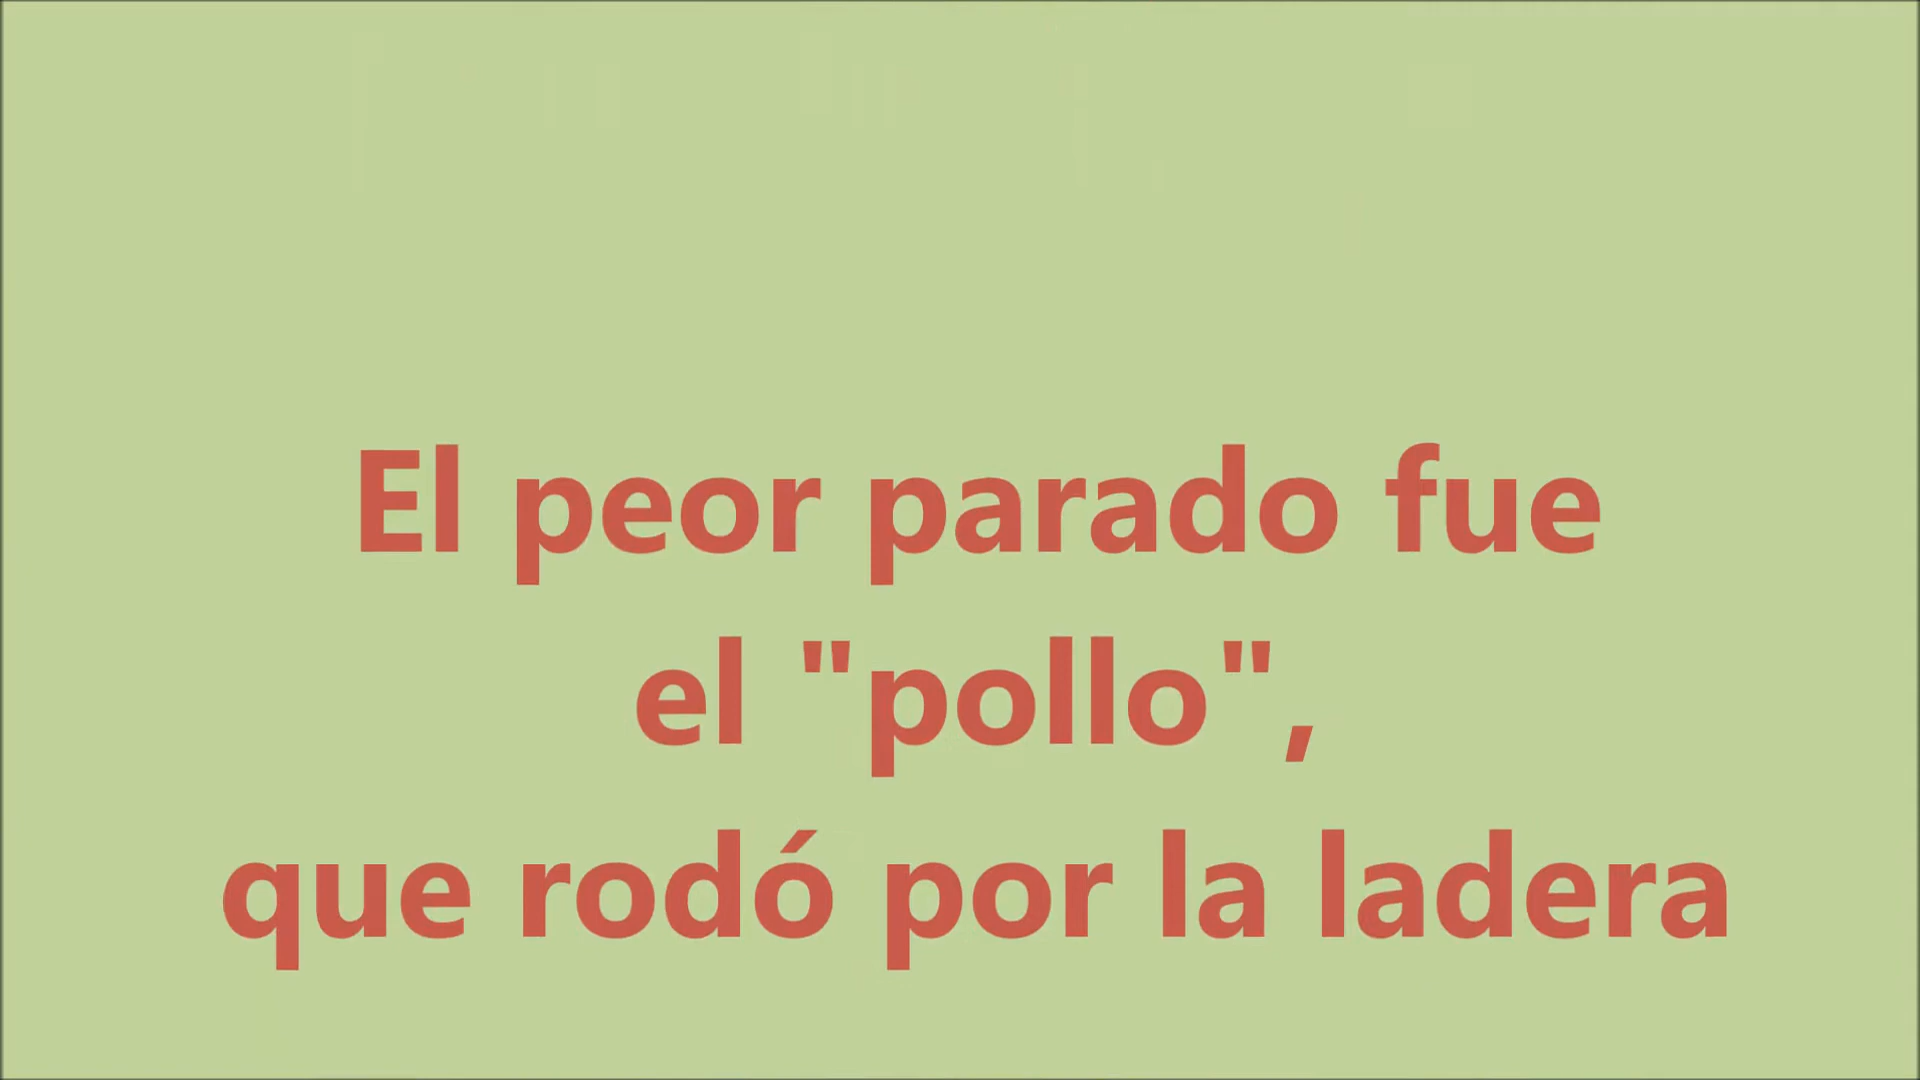 El peor parado fue
el "pollo",
que rodó por la ladera